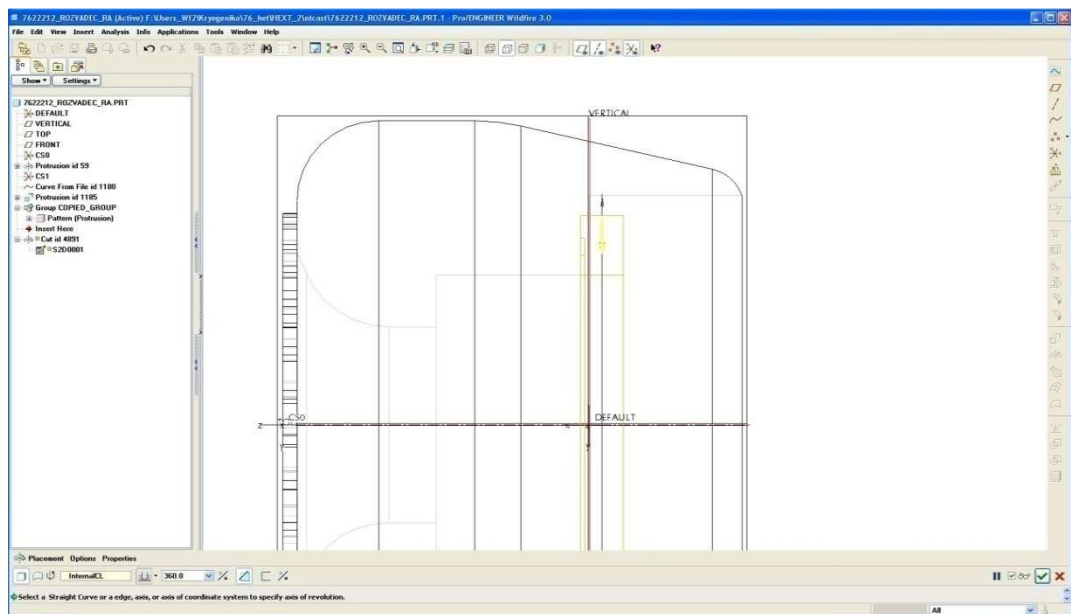 7622212_ROZVADEC_RA (Active) F:\Users_WF2\Kryogenika\76_het\HEXT_2\intcast\7622212_ROZVADEC_RA.PRT.1 - Pro/ENGINEER Wildfire 3.0
File Edit View Insert Analysis Info Applications Tools Window Help
Show Settings
7622212_ROZVADEC_RA.PRT
DEFAULT
VERTICAL
TOP
FRONT
CS0
Protrusion id 59
CS1
Curve From File id 1180
Protrusion id 1185
Group COPIED_GROUP
Pattern (Protrusion)
Insert Here
Cut id 4891
S2D0001
VERTICAL
DEFAULT
CS0
Z
X
Y
Placement Options Properties
InternalCL 360.0
Select a Straight Curve or a edge, axis, or axis of coordinate system to specify axis of revolution.
All